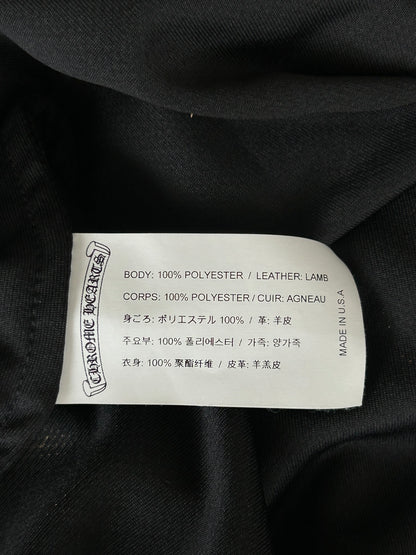 CHROME HEARTS
BODY: 100% POLYESTER / LEATHER: LAMB
CORPS: 100% POLYESTER / CUIR: AGNEAU
身ごろ: ポリエステル 100% / 革: 羊皮
주요부: 100% 폴리에스터 / 가죽: 양가죽
衣身: 100% 聚酯纤维 / 皮革: 羊羔皮
MADE IN U.S.A